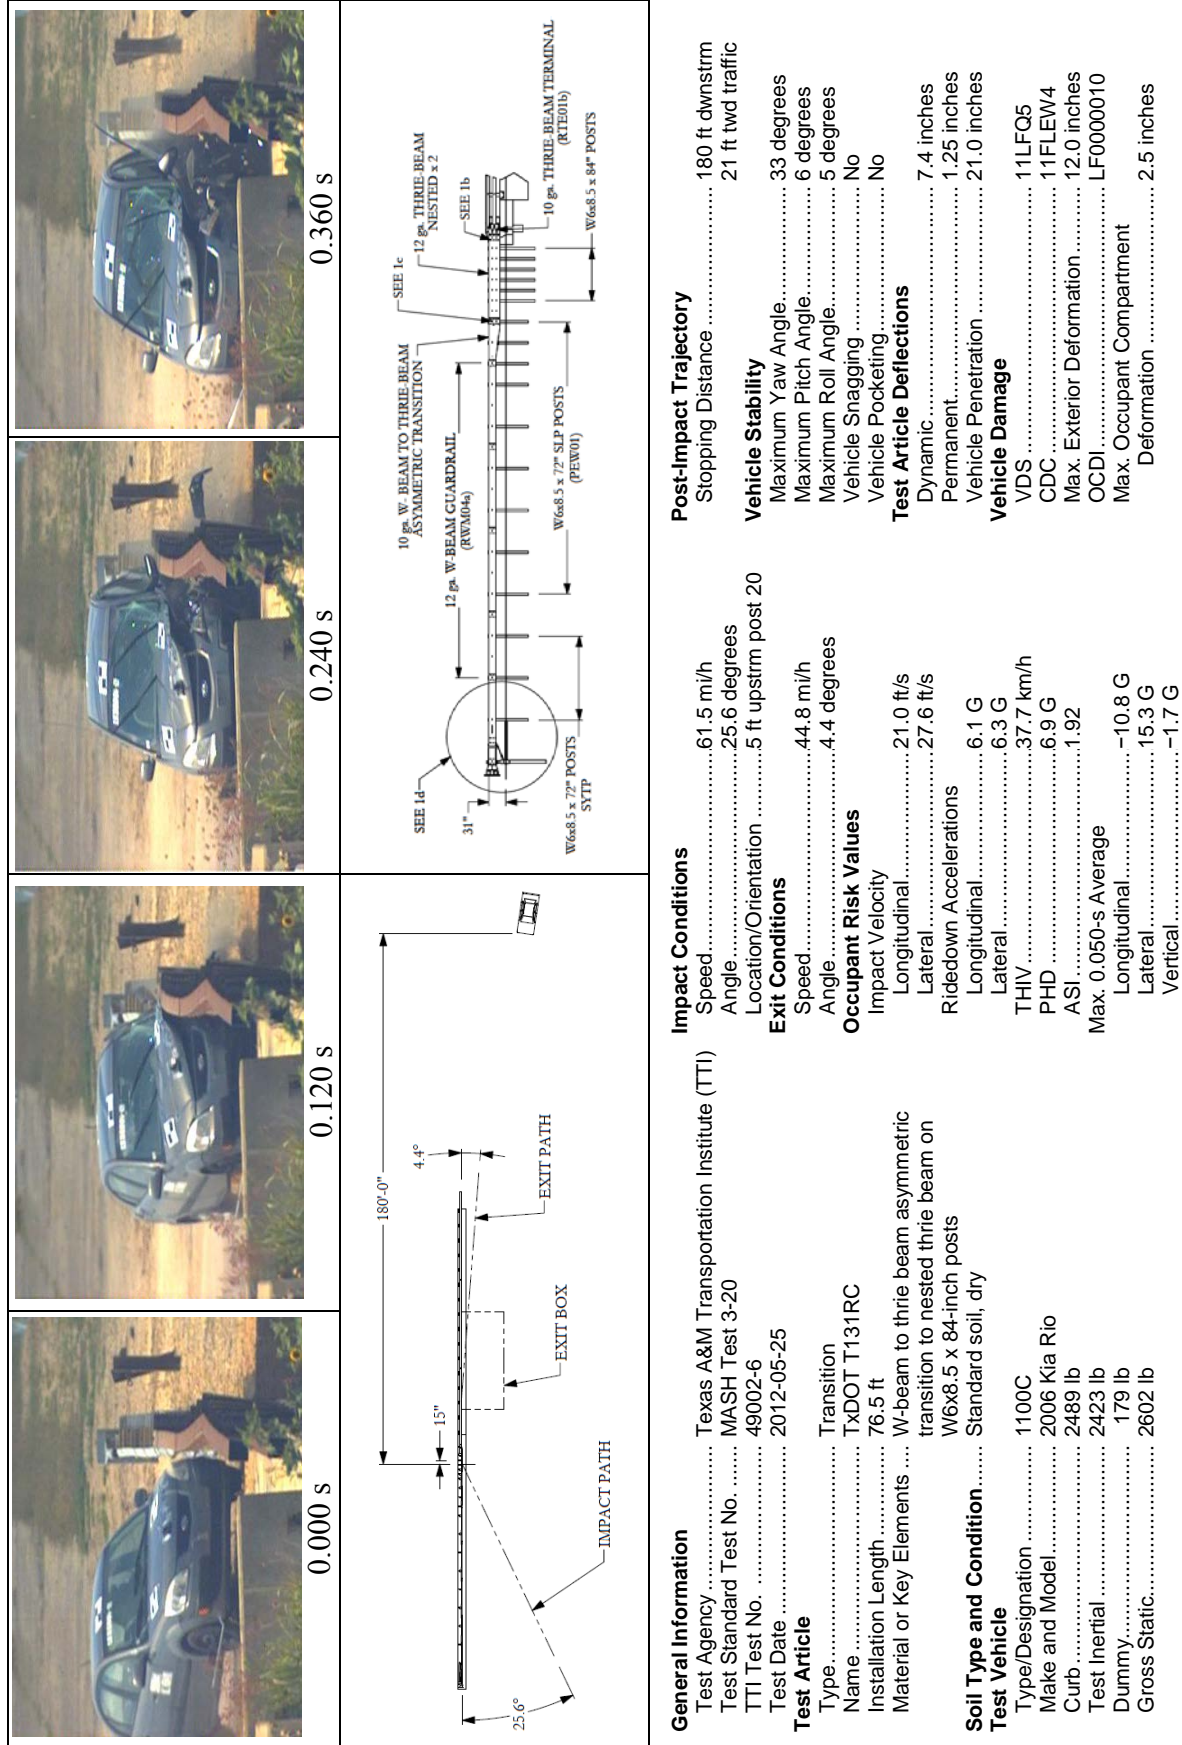 0.000 s
0.120 s
0.240 s
0.360 s
180'-0"
15"
4.4°
25.6°
IMPACT PATH
EXIT BOX
EXIT PATH
SEE 1d
31"
W6x8.5 x 72" POSTS
SYTP
12 ga. W-BEAM GUARDRAIL
(RWM04a)
W6x8.5 x 72" SLP POSTS
(PEW01)
10 ga. W- BEAM TO THRIE-BEAM
ASYMMETRIC TRANSITION
SEE 1c
12 ga. THRIE-BEAM
NESTED x 2
SEE 1b
10 ga. THRIE-BEAM TERMINAL
(RTE01b)
W6x8.5 x 84" POSTS
General Information
Test Agency ........................ Texas A&M Transportation Institute (TTI)
Test Standard Test No. ....... MASH Test 3-20
TTI Test No. ....................... 49002-6
Test Date ............................ 2012-05-25
Test Article
Type.................................... Transition
Name .................................. TxDOT T131RC
Installation Length ............... 76.5 ft
Material or Key Elements ... W-beam to thrie beam asymmetric
transition to nested thrie beam on
W6x8.5 x 84-inch posts
Soil Type and Condition...... Standard soil, dry
Test Vehicle
Type/Designation ................ 1100C
Make and Model.................. 2006 Kia Rio
Curb.................................... 2489 lb
Test Inertial.......................... 2423 lb
Dummy................................ 179 lb
Gross Static......................... 2602 lb
Impact Conditions
Speed..................................61.5 mi/h
Angle...................................25.6 degrees
Location/Orientation ............5 ft upstrm post 20
Exit Conditions
Speed..................................44.8 mi/h
Angle...................................4.4 degrees
Occupant Risk Values
Impact Velocity
Longitudinal.....................21.0 ft/s
Lateral..............................27.6 ft/s
Ridedown Accelerations
Longitudinal.....................6.1 G
Lateral..............................6.3 G
THIV....................................37.7 km/h
PHD ....................................6.9 G
ASI......................................1.92
Max. 0.050-s Average
Longitudinal.....................−10.8 G
Lateral..............................15.3 G
Vertical.............................−1.7 G
Post-Impact Trajectory
Stopping Distance..................... 180 ft dwnstrm
21 ft twd traffic
Vehicle Stability
Maximum Yaw Angle................ 33 degrees
Maximum Pitch Angle............... 6 degrees
Maximum Roll Angle................. 5 degrees
Vehicle Snagging ..................... No
Vehicle Pocketing..................... No
Test Article Deflections
Dynamic.................................... 7.4 inches
Permanent................................ 1.25 inches
Vehicle Penetration................... 21.0 inches
Vehicle Damage
VDS .......................................... 11LFQ5
CDC.......................................... 11FLEW4
Max. Exterior Deformation ........ 12.0 inches
OCDI......................................... LF0000010
Max. Occupant Compartment
Deformation .......................... 2.5 inches